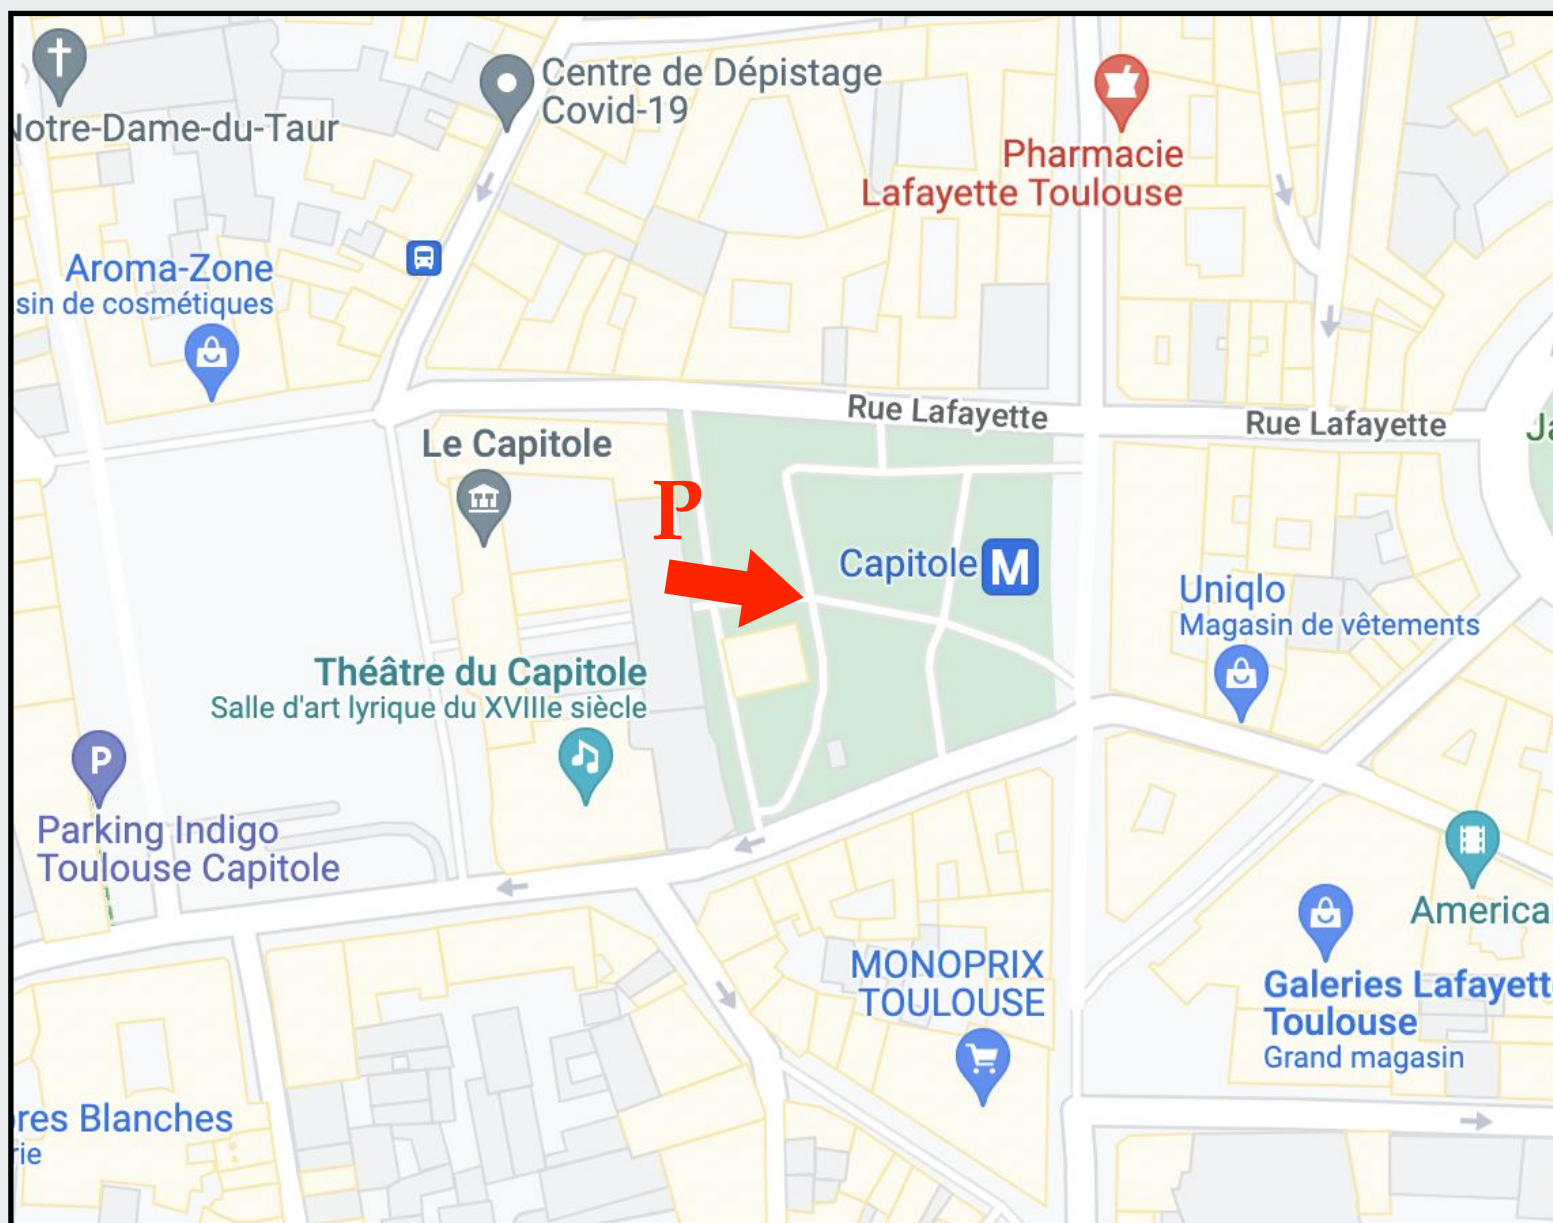 Centre de Dépistage
Covid-19
Notre-Dame-du-Taur
Pharmacie
Lafayette Toulouse
Aroma-Zone
sin de cosmétiques
Rue Lafayette
Rue Lafayette
Ja
Le Capitole
P
Capitole M
Uniqlo
Magasin de vêtements
Théâtre du Capitole
Salle d'art lyrique du XVIIIe siècle
P
Parking Indigo
Toulouse Capitole
America
MONOPRIX
TOULOUSE
Galeries Lafayett
Toulouse
Grand magasin
res Blanches
rie